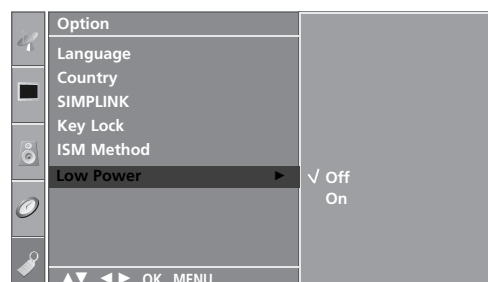 Option
Language
Country
SIMPLINK
Key Lock
ISM Method
Low Power ►
√ Off
On
▲▼ ◄► OK MENU